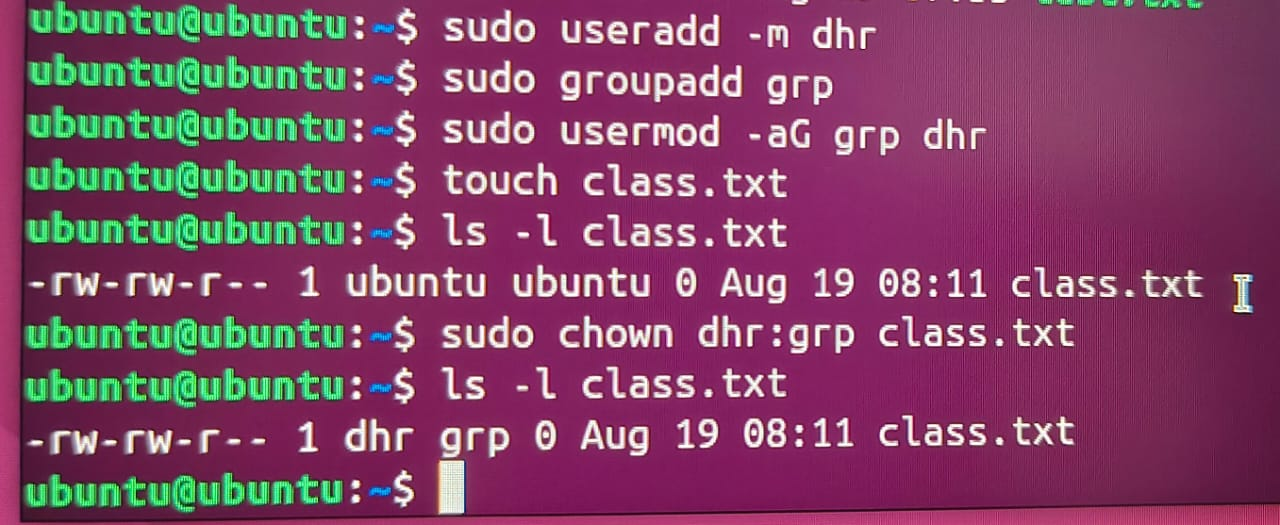 ubuntu@ubuntu:~$ sudo useradd -m dhr
ubuntu@ubuntu:~$ sudo groupadd grp
ubuntu@ubuntu:~$ sudo usermod -aG grp dhr
ubuntu@ubuntu:~$ touch class.txt
ubuntu@ubuntu:~$ ls -l class.txt
-rw-rw-r-- 1 ubuntu ubuntu 0 Aug 19 08:11 class.txt
ubuntu@ubuntu:~$ sudo chown dhr:grp class.txt
ubuntu@ubuntu:~$ ls -l class.txt
-rw-rw-r-- 1 dhr grp 0 Aug 19 08:11 class.txt
ubuntu@ubuntu:~$